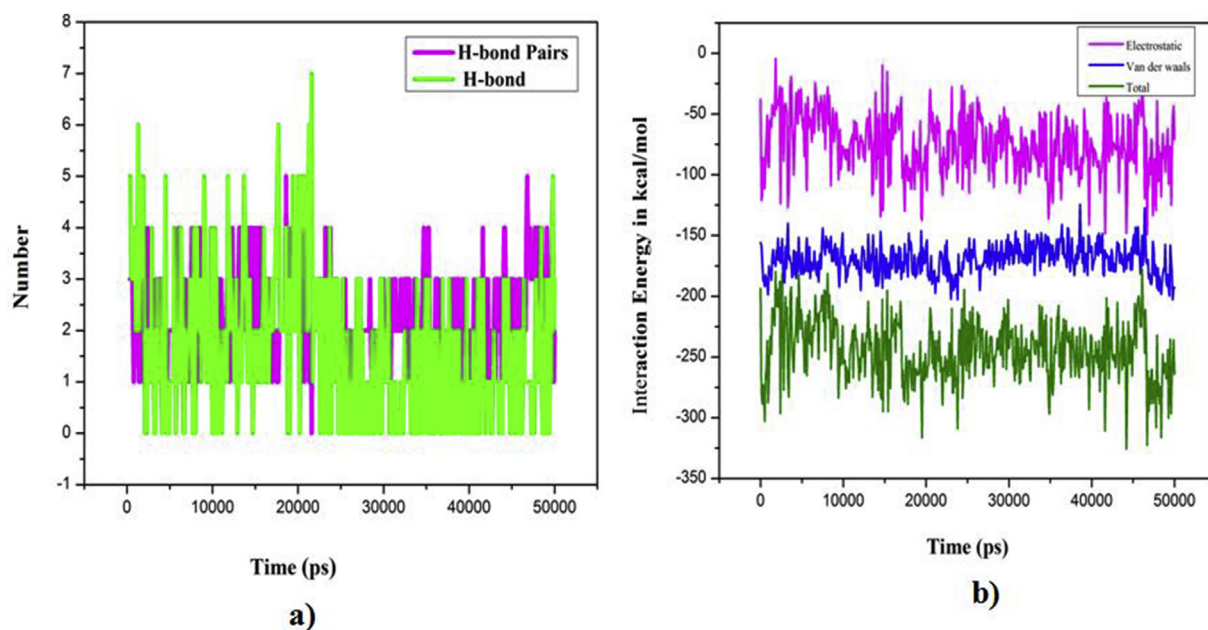 8
7
6
5
4
3
2
1
0
-1
Number
H-bond Pairs
H-bond
0 10000 20000 30000 40000 50000
Time (ps)
a)
0
-50
-100
-150
-200
-250
-300
-350
Interaction Energy in kcal/mol
Electrostatic
Van der waals
Total
0 10000 20000 30000 40000 50000
Time (ps)
b)